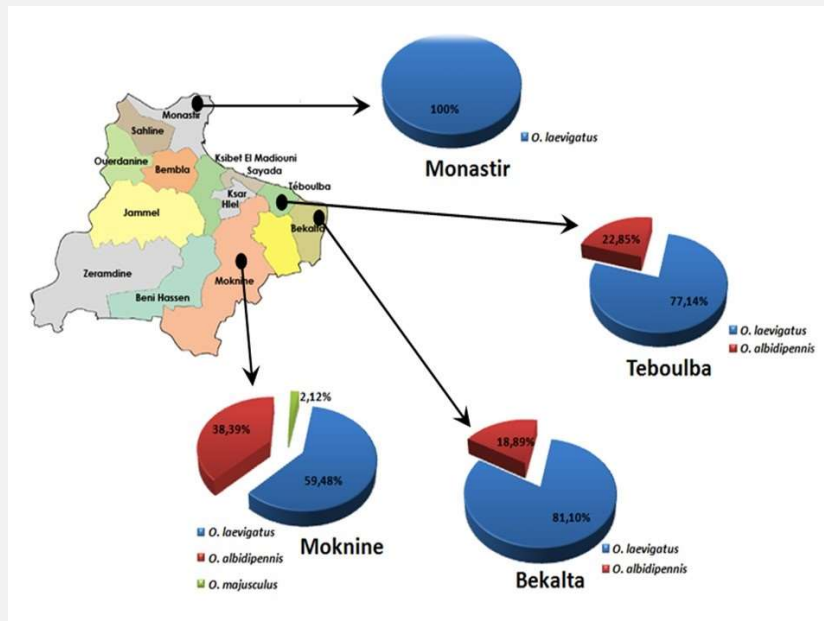 Monastir
Sahline
Ouerdanine
Bembla
Ksibet El Madiouni
Sayada
Téboulba
Ksar
Hlel
Jammel
Bekalta
Zeramdine
Moknine
Beni Hassen
100%
O. laevigatus
Monastir
22,85%
77,14%
O. laevigatus
O. albidipennis
Teboulba
2,12%
38,39%
59,48%
O. laevigatus
O. albidipennis
O. majusculus
Moknine
18,89%
81,10%
O. laevigatus
O. albidipennis
Bekalta